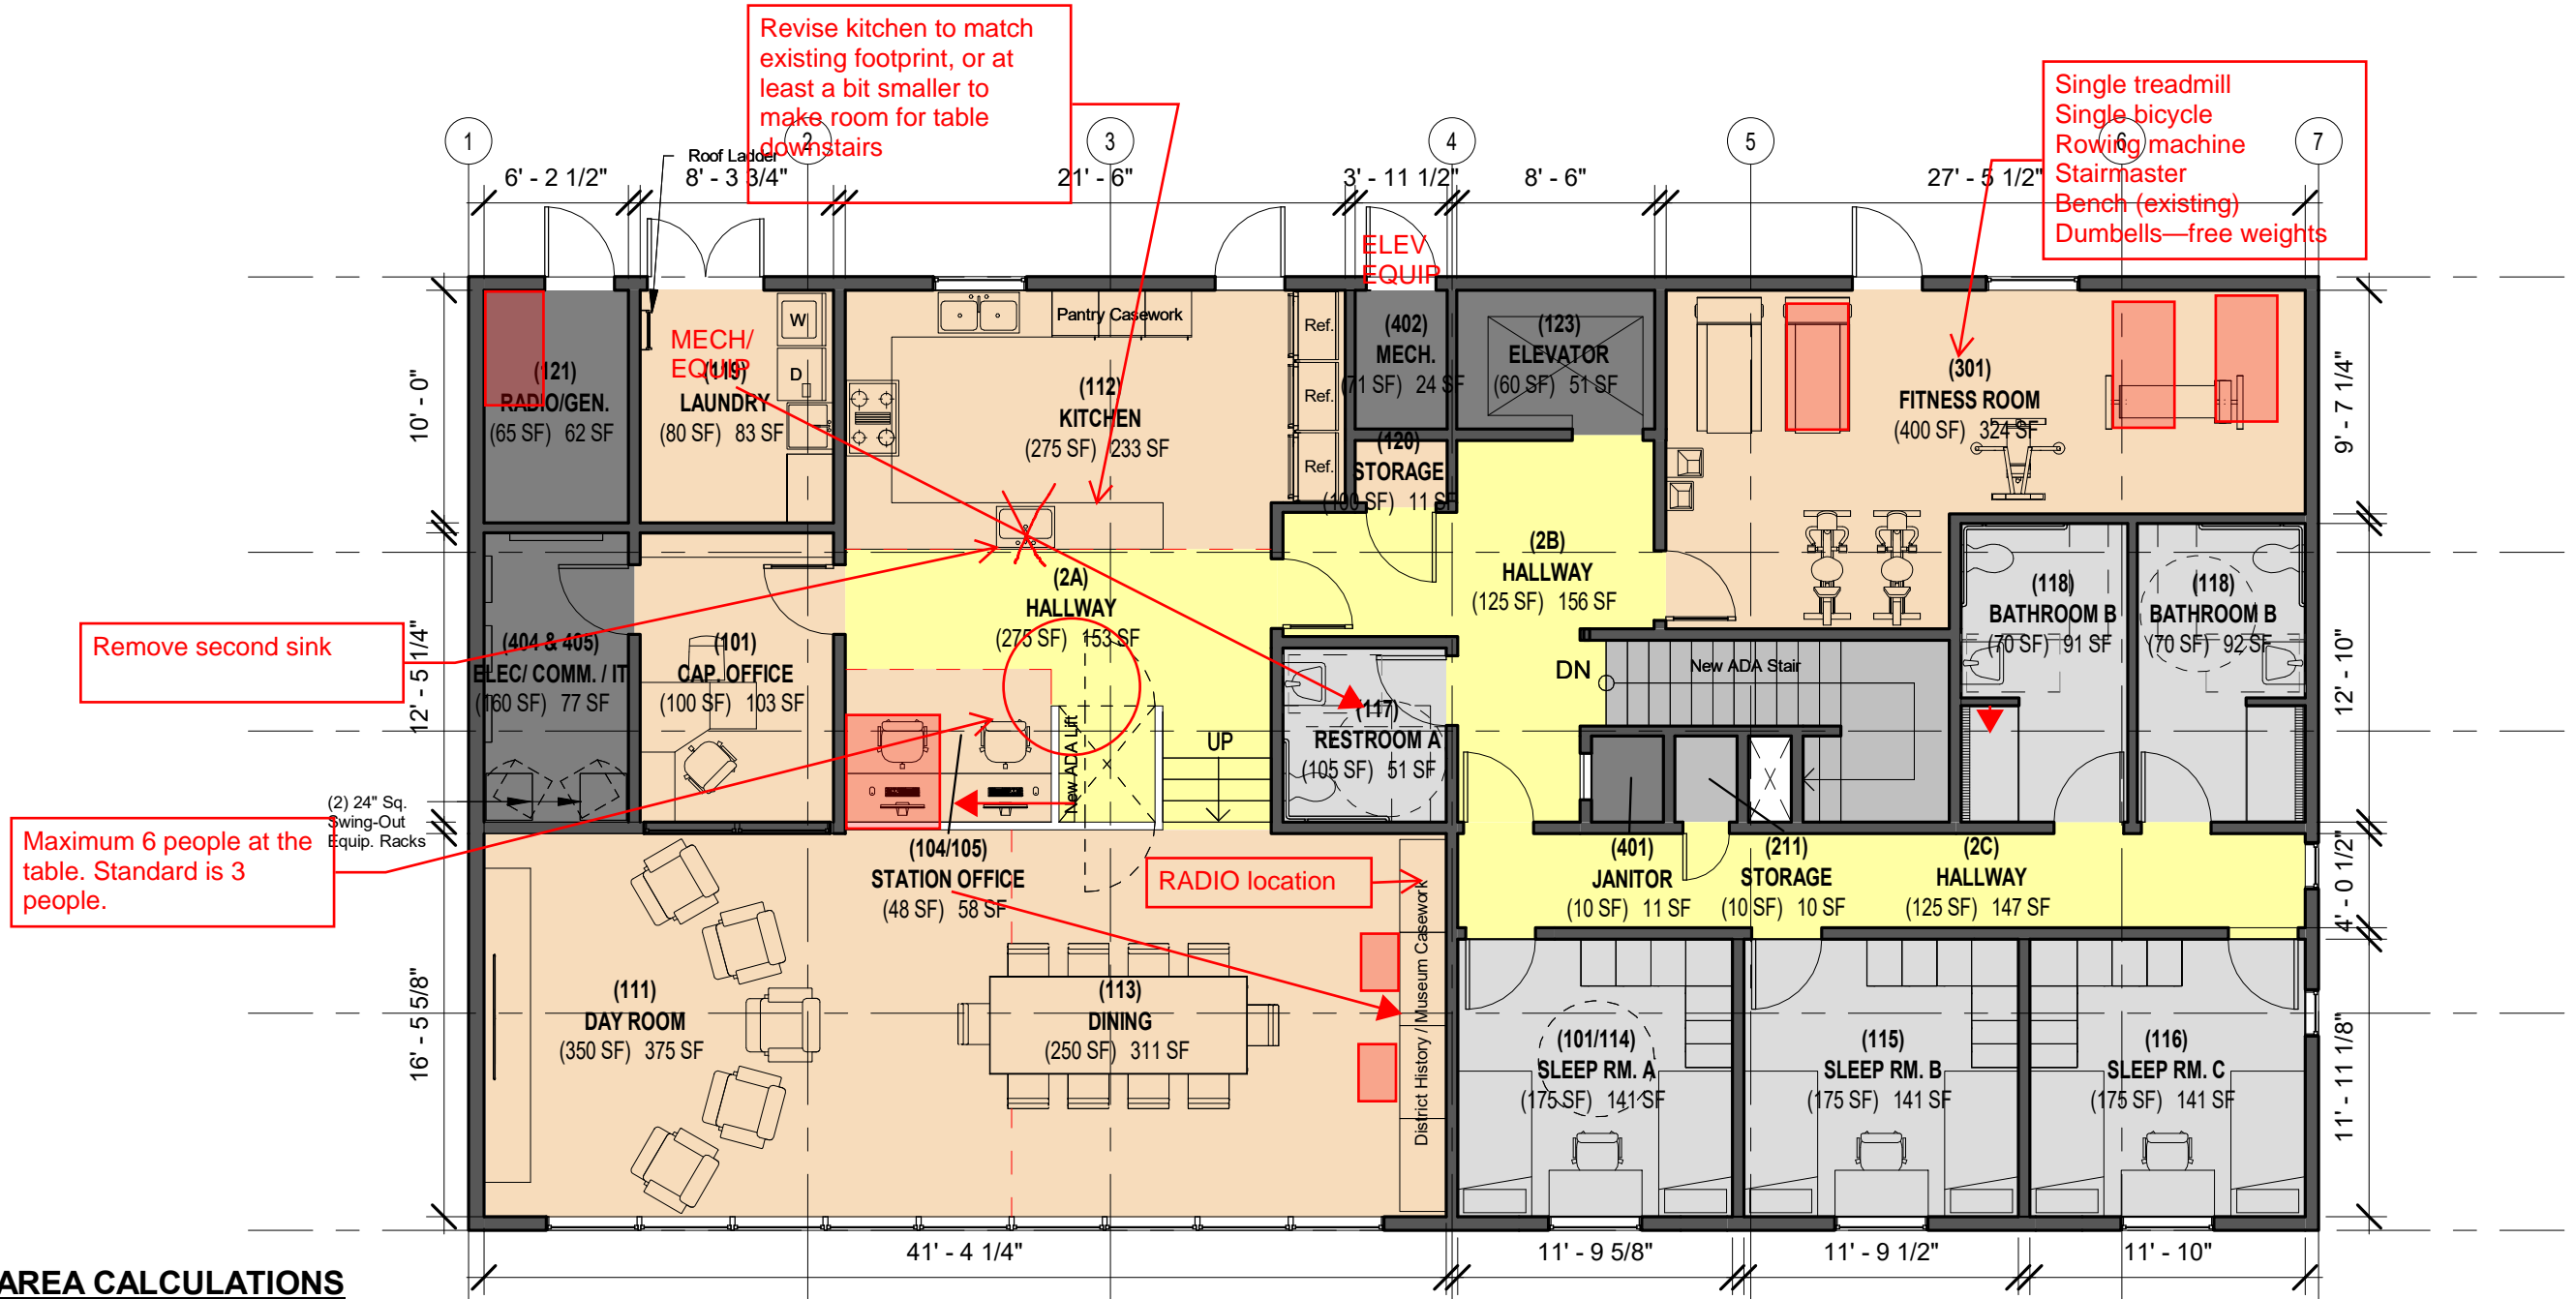 Revise kitchen to match
existing footprint, or at
least a bit smaller to
make room for table
downstairs
Single treadmill
Single bicycle
Rowing machine
Stairmaster
Bench (existing)
Dumbells—free weights
1
2
3
4
5
6
7
Roof Ladder
6' - 2 1/2"
8' - 3 3/4"
21' - 6"
3' - 11 1/2"
8' - 6"
27' - 5 1/2"
ELEV
EQUIP
MECH/
EQUIP
W
D
Pantry Casework
Ref.
Ref.
Ref.
10' - 0"
(121)
RADIO/GEN.
(65 SF) 62 SF
(119)
LAUNDRY
(80 SF) 83 SF
(112)
KITCHEN
(275 SF) 233 SF
(402)
MECH.
(71 SF) 24 SF
(123)
ELEVATOR
(60 SF) 51 SF
(120)
STORAGE
(100 SF) 11 SF
(301)
FITNESS ROOM
(400 SF) 324 SF
9' - 7 1/4"
Remove second sink
12' - 5 1/4"
(404 & 405)
ELEC/ COMM. / IT
(160 SF) 77 SF
(101)
CAP. OFFICE
(100 SF) 103 SF
(2A)
HALLWAY
(275 SF) 153 SF
(2B)
HALLWAY
(125 SF) 156 SF
(118)
BATHROOM B
(70 SF) 91 SF
(118)
BATHROOM B
(70 SF) 92 SF
12' - 10"
DN
New ADA Stair
New ADA Lift
UP
(117)
RESTROOM A
(105 SF) 51 SF
(2) 24" Sq.
Swing-Out
Equip. Racks
Maximum 6 people at the
table. Standard is 3
people.
(104/105)
STATION OFFICE
(48 SF) 58 SF
RADIO location
(401)
JANITOR
(10 SF) 11 SF
(211)
STORAGE
(10 SF) 10 SF
(2C)
HALLWAY
(125 SF) 147 SF
4' - 0 1/2"
16' - 5 5/8"
(111)
DAY ROOM
(350 SF) 375 SF
(113)
DINING
(250 SF) 311 SF
District History / Museum Casework
(101/114)
SLEEP RM. A
(175 SF) 141 SF
(115)
SLEEP RM. B
(175 SF) 141 SF
(116)
SLEEP RM. C
(175 SF) 141 SF
11' - 11 1/8"
41' - 4 1/4"
11' - 9 5/8"
11' - 9 1/2"
11' - 10"
AREA CALCULATIONS